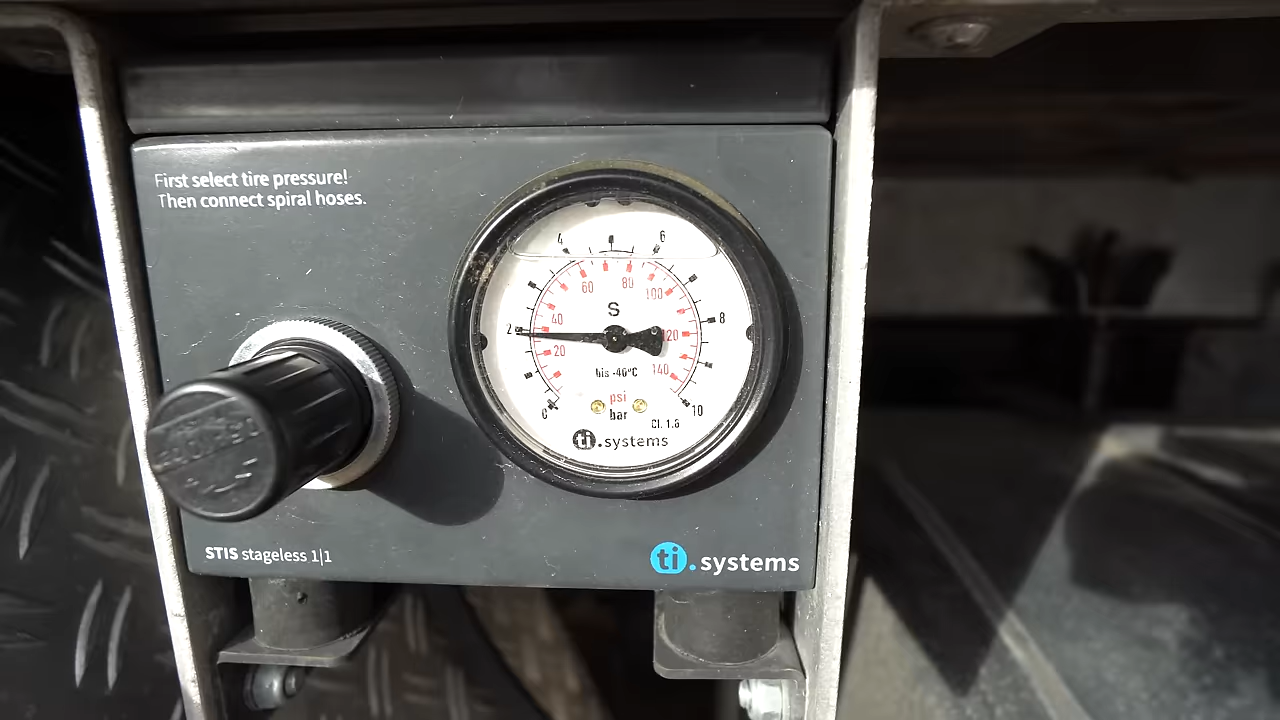 First select tire pressure!
Then connect spiral hoses.
4
6
60
80
100
S
2
40
8
120
20
bis -40°C
140
psi
0
bar
10
Cl. 1.6
ti.systems
STIS stageless 1|1
ti.systems